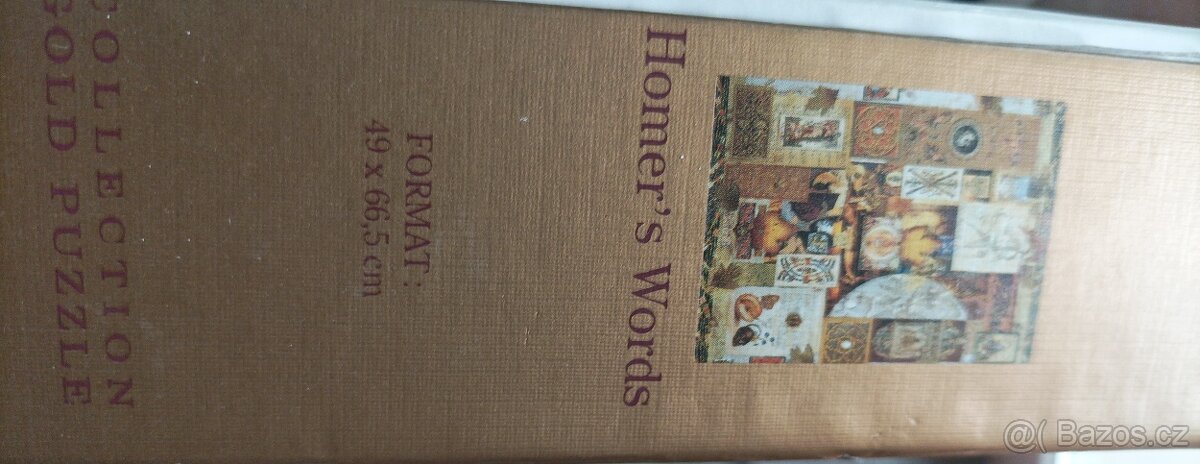 Homer's Words
FORMAT :
49 x 66,5 cm
COLLECTION
GOLD PUZZLE
@( Bazos.cz